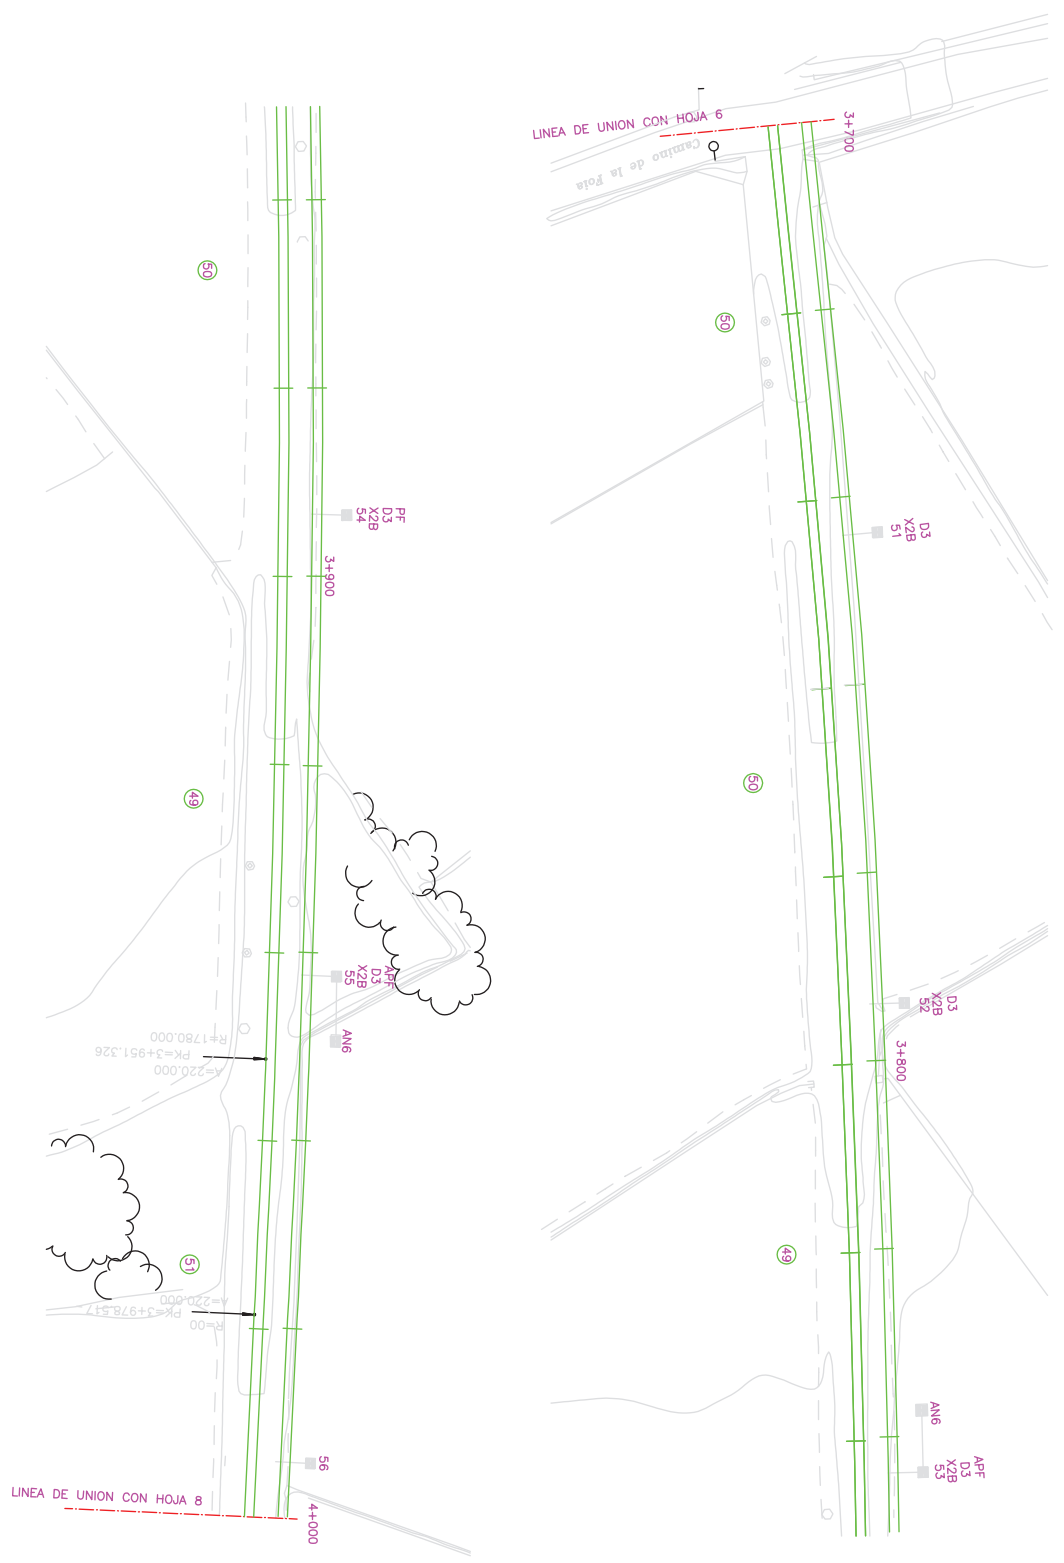 LINEA DE UNION CON HOJA 6
3+700
Camino de la Foia
50
50
D3
X2B
51
PF
D3
X2B
54
3+900
50
49
D3
X2B
52
3+800
APF
D3
X2B
55
AN6
R=1780.000
PK=3+951.326
A=220.000
49
51
A=220.000
PK=3+978.517
R=00
AN6
APF
D3
X2B
53
56
LINEA DE UNION CON HOJA 8
4+000